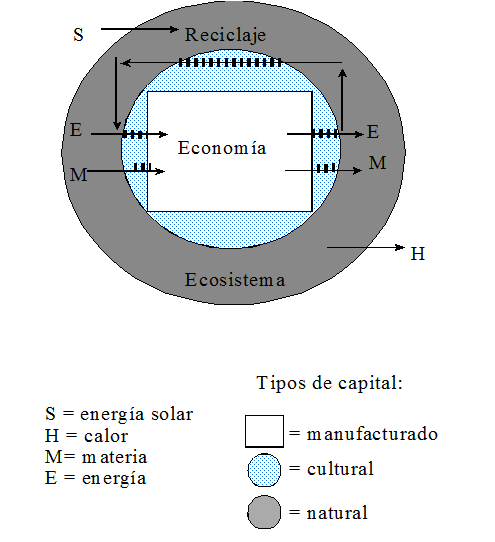 S
Reciclaje
E
E
Economía
M
M
H
Ecosistema
Tipos de capital:
S = energía solar
H = calor
M= materia
E = energía
= manufacturado
= cultural
= natural